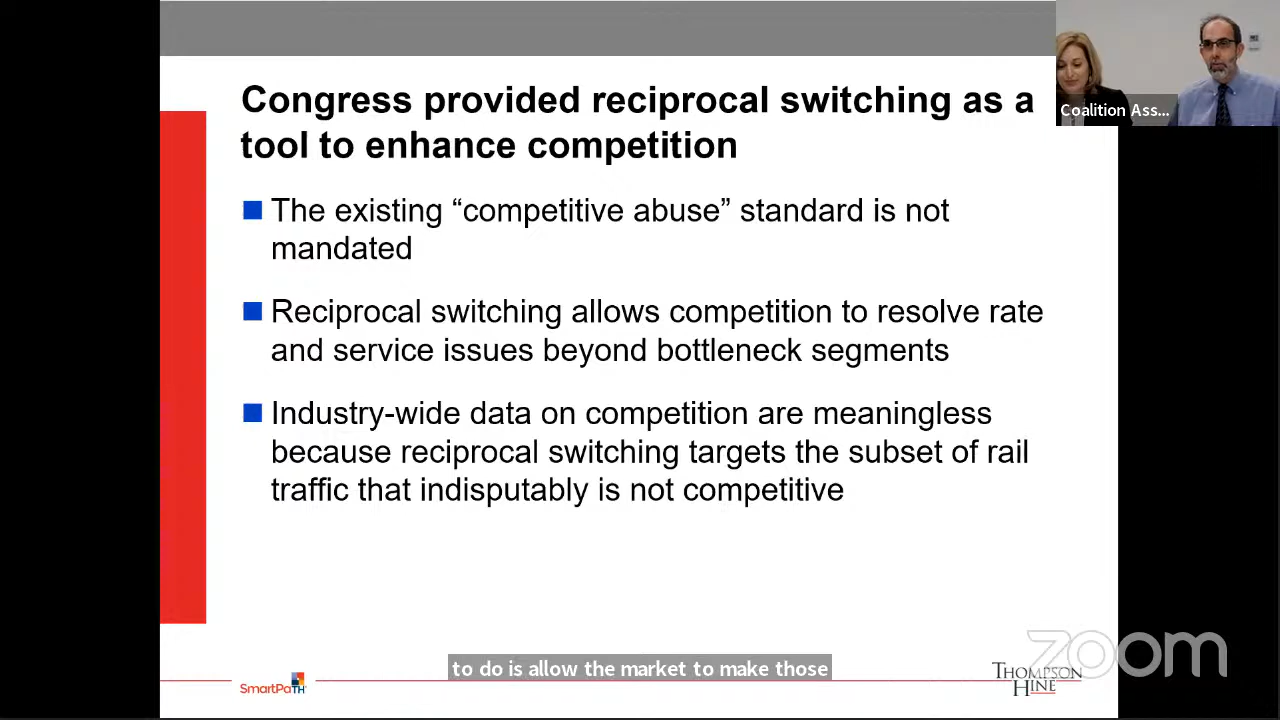 Coalition Ass...
Congress provided reciprocal switching as a
tool to enhance competition
The existing “competitive abuse” standard is not
mandated
Reciprocal switching allows competition to resolve rate
and service issues beyond bottleneck segments
Industry-wide data on competition are meaningless
because reciprocal switching targets the subset of rail
traffic that indisputably is not competitive
to do is allow the market to make those
SmartPaTH
THOMPSON
HINE
zoom